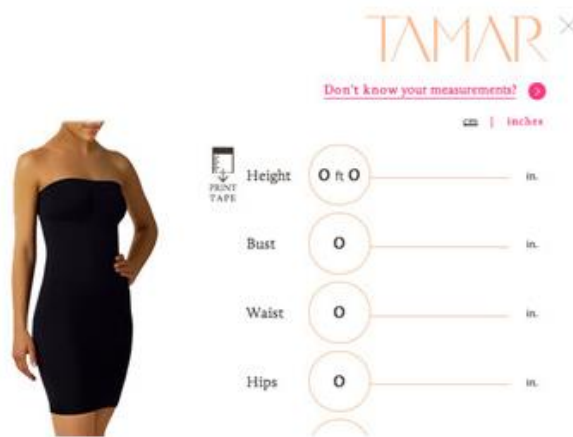 TAMAR
Don't know your measurements?
cm | inches
PRINT
TAPE
Height 0 ft 0 in.
Bust 0 in.
Waist 0 in.
Hips 0 in.